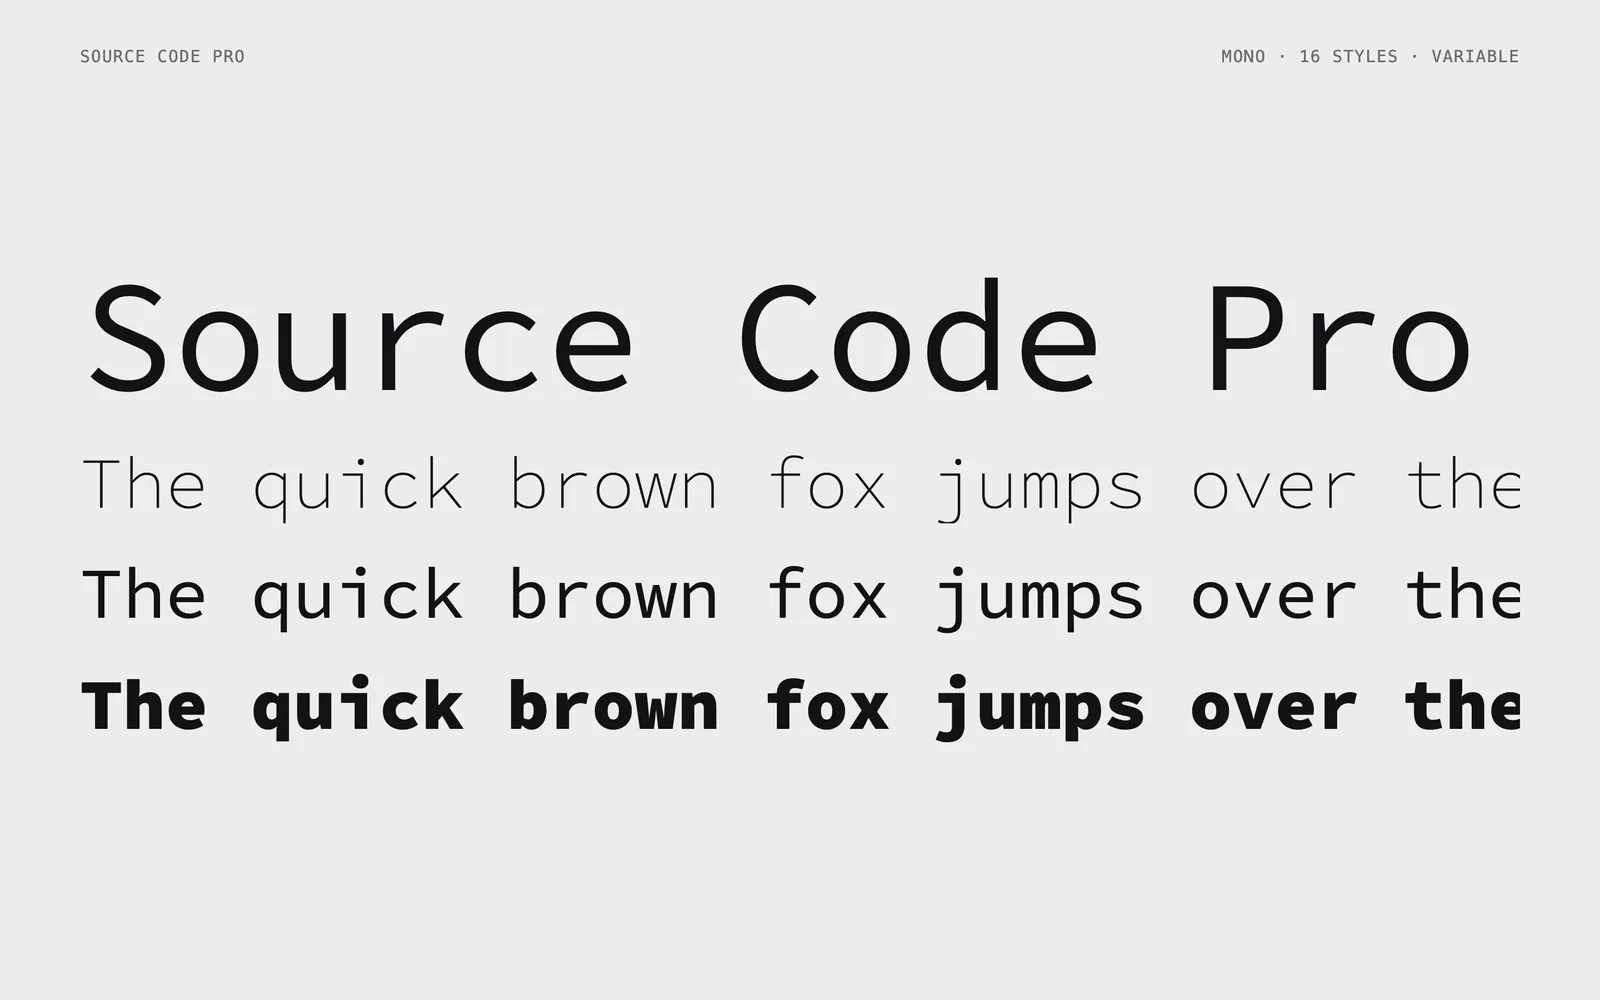 SOURCE CODE PRO
MONO · 16 STYLES · VARIABLE
Source Code Pro
The quick brown fox jumps over the
The quick brown fox jumps over the
The quick brown fox jumps over the